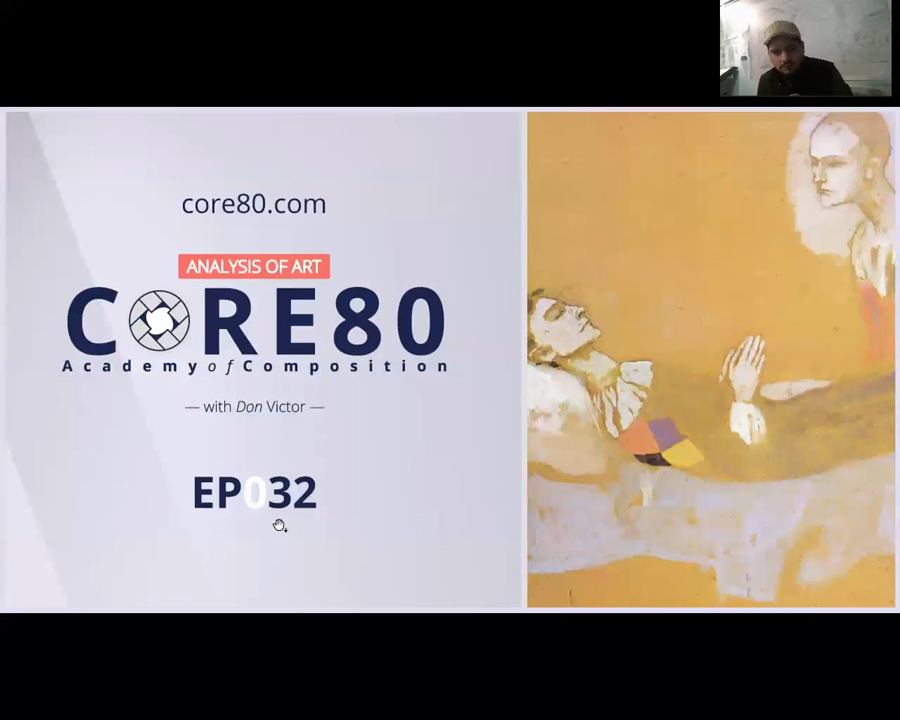 core80.com
ANALYSIS OF ART
CORE80
Academy of Composition
— with Don Victor —
EP032